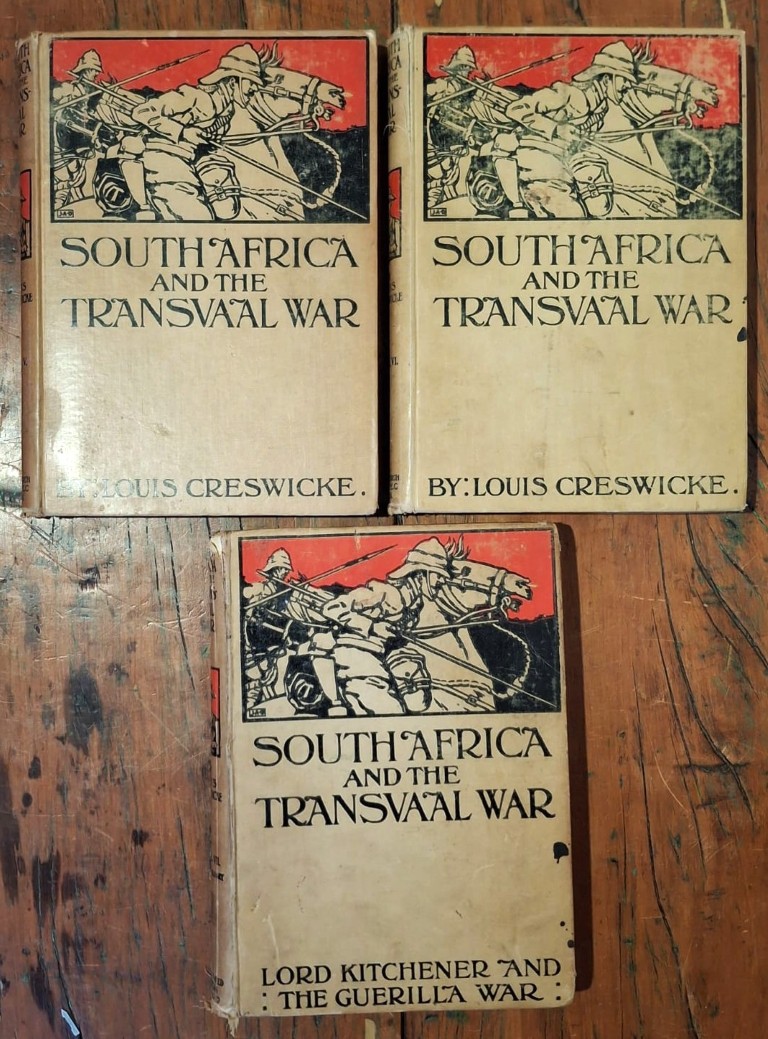 SOUTH AFRICA
AND THE
TRANSVAAL WAR
BY: LOUIS CRESWICKE.
SOUTH AFRICA
AND THE
TRANSVAAL WAR
BY: LOUIS CRESWICKE.
SOUTH AFRICA
AND THE
TRANSVAAL WAR
LORD KITCHENER AND
: THE GUERILLA WAR :